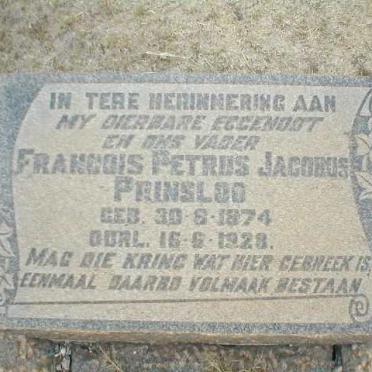 IN TERE HERINNERING AAN
MY DIERBARE EGGENOOT
EN ONS VADER
FRANCOIS PETRUS JACOBUS
PRINSLOO
GEB. 30-6-1874
OORL. 16-6-1928.
MAG DIE KRING WAT HIER GEBREEK IS,
EENMAAL DAARBO VOLMAAK BESTAAN.